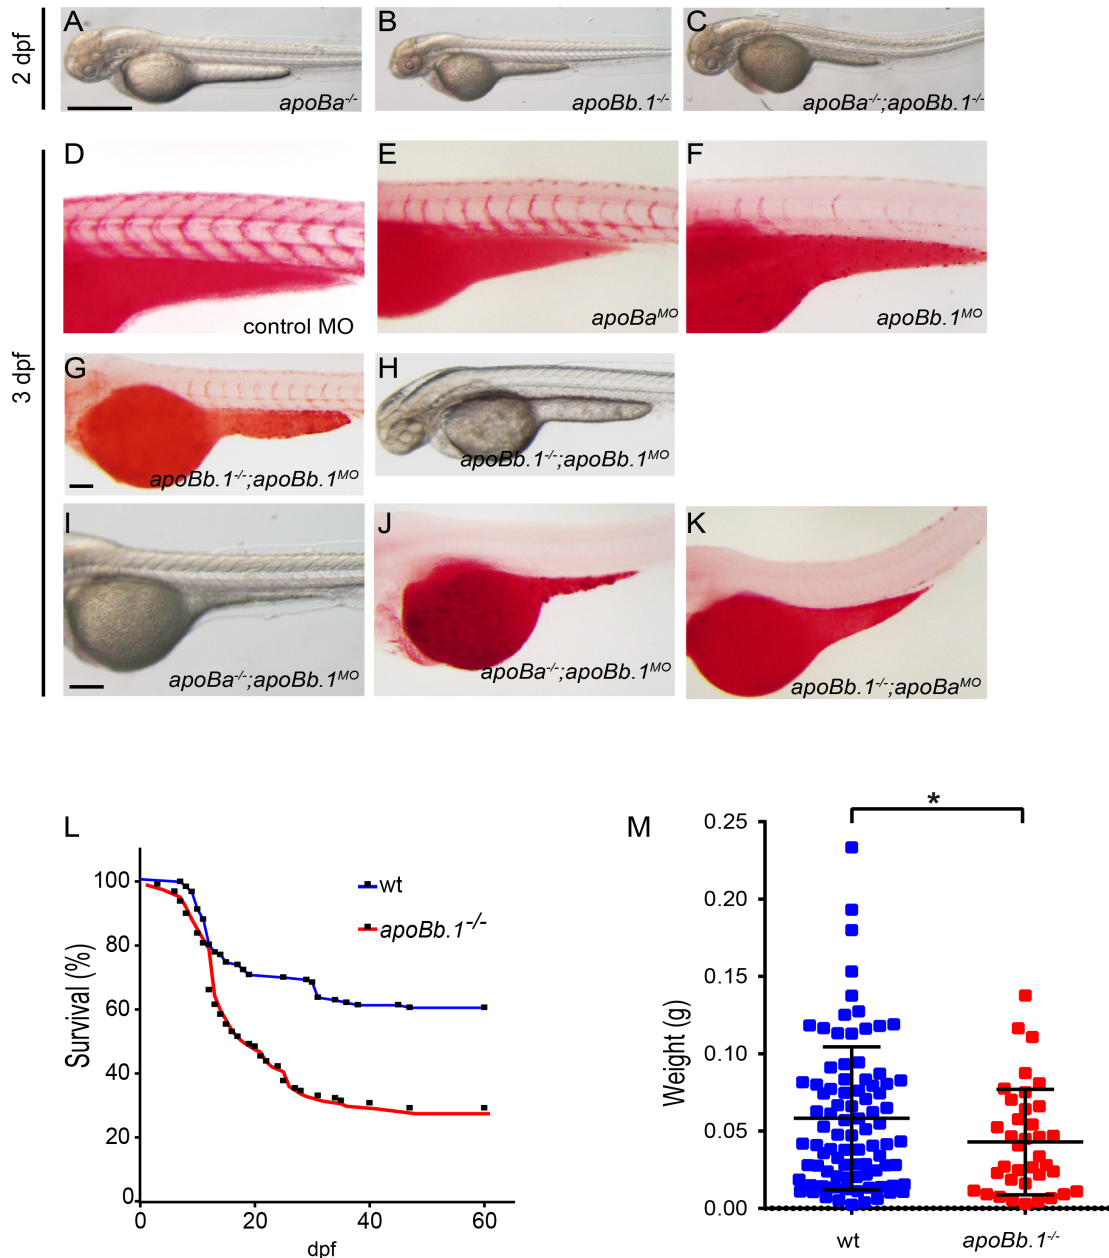 2 dpf
A
apoBa-/-
B
apoBb.1-/-
C
apoBa-/-;apoBb.1-/-
3 dpf
D
control MO
E
apoBaMO
F
apoBb.1MO
G
apoBb.1-/-;apoBb.1MO
H
apoBb.1-/-;apoBb.1MO
I
apoBa-/-;apoBb.1MO
J
apoBa-/-;apoBb.1MO
K
apoBb.1-/-;apoBaMO
L
Survival (%)
100
80
60
40
20
0
0 20 40 60
dpf
wt
apoBb.1-/-
M
*
Weight (g)
0.25
0.20
0.15
0.10
0.05
0.00
wt
apoBb.1-/-